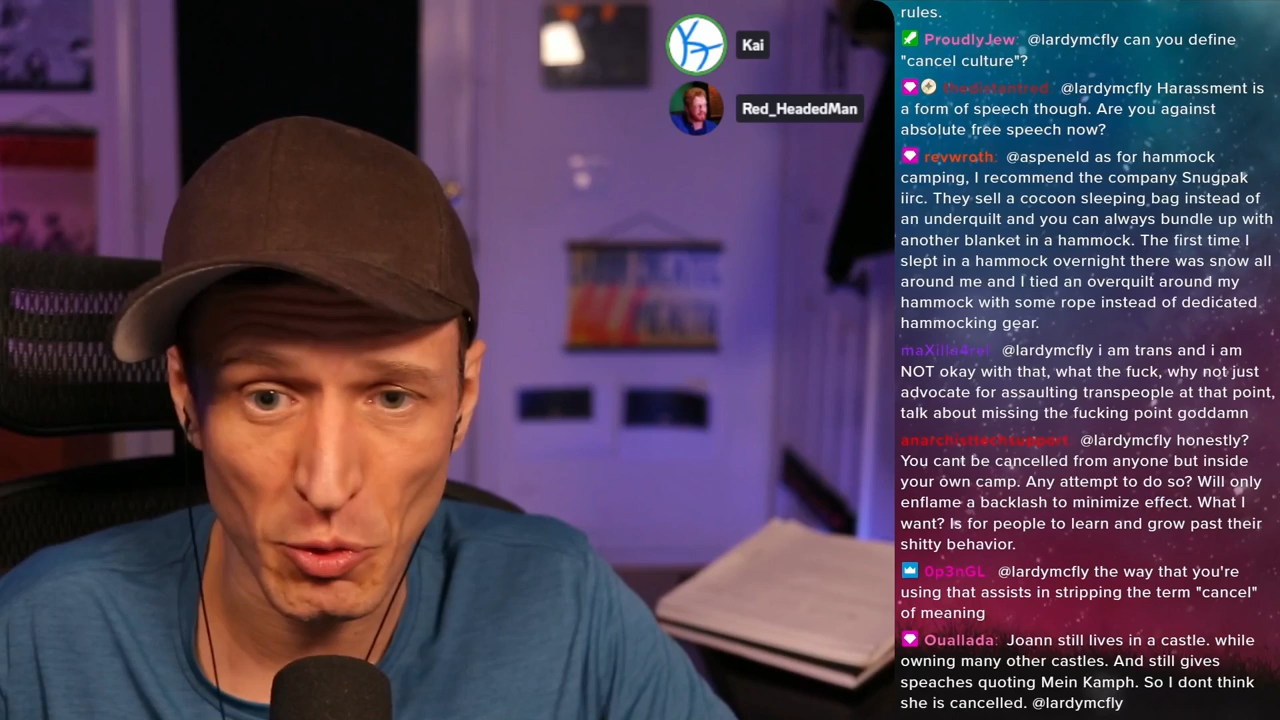 Kai
Red_HeadedMan
rules.
ProudlyJew: @lardymcfly can you define
"cancel culture"?
thedistantred: @lardymcfly Harassment is
a form of speech though. Are you against
absolute free speech now?
revwroth: @aspeneld as for hammock
camping, I recommend the company Snugpak
iirc. They sell a cocoon sleeping bag instead of
an underquilt and you can always bundle up with
another blanket in a hammock. The first time I
slept in a hammock overnight there was snow all
around me and I tied an overquilt around my
hammock with some rope instead of dedicated
hammocking gear.
@lardymcfly i am trans and i am
NOT okay with that, what the fuck, why not just
advocate for assaulting transpeople at that point,
talk about missing the fucking point goddamn
anarchisttechsupport: @lardymcfly honestly?
You cant be cancelled from anyone but inside
your own camp. Any attempt to do so? Will only
enflame a backlash to minimize effect. What I
want? Is for people to learn and grow past their
shitty behavior.
0p3nGL: @lardymcfly the way that you're
using that assists in stripping the term "cancel"
of meaning
Ouallada: Joann still lives in a castle. while
owning many other castles. And still gives
speaches quoting Mein Kamph. So I dont think
she is cancelled. @lardymcfly